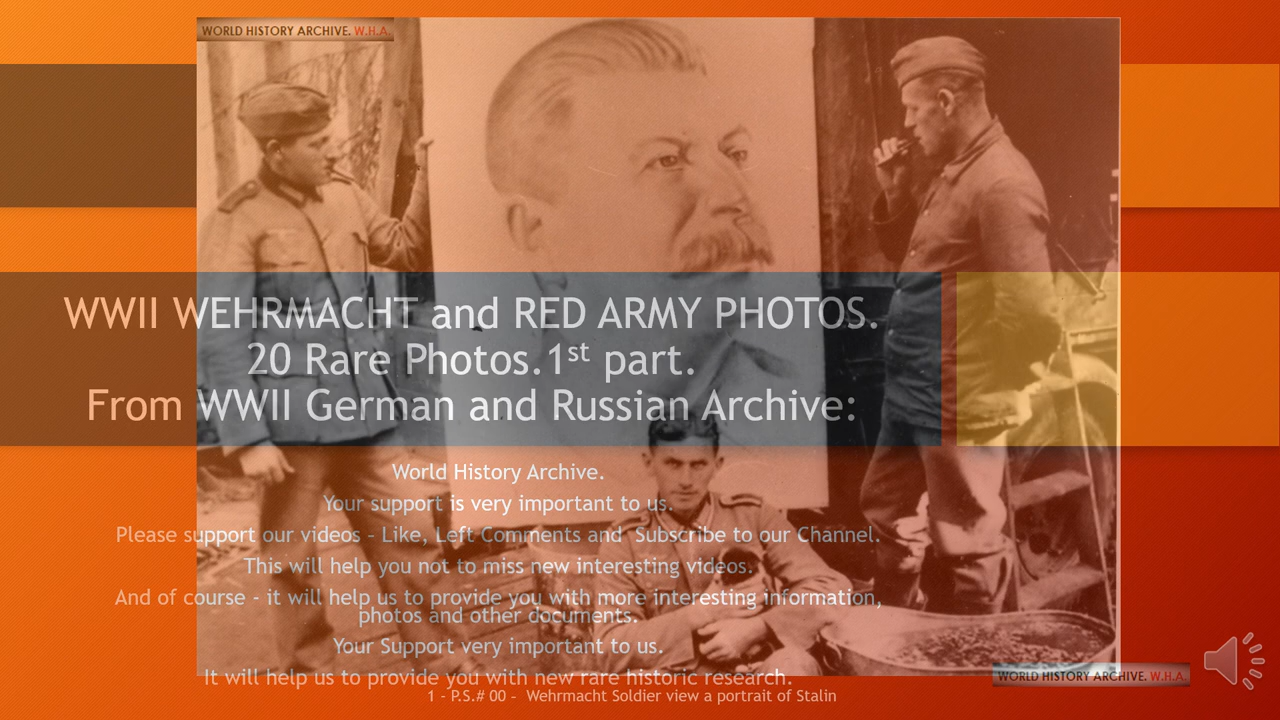 WORLD HISTORY ARCHIVE. W.H.A.
WWII WEHRMACHT and RED ARMY PHOTOS.
20 Rare Photos.1st part.
From WWII German and Russian Archive:
World History Archive.
Your support is very important to us.
Please support our videos – Like, Left Comments and  Subscribe to our Channel.
This will help you not to miss new interesting videos.
And of course - it will help us to provide you with more interesting information,
photos and other documents.
Your Support very important to us.
It will help us to provide you with new rare historic research.
WORLD HISTORY ARCHIVE. W.H.A.
1 - P.S.# 00 -  Wehrmacht Soldier view a portrait of Stalin